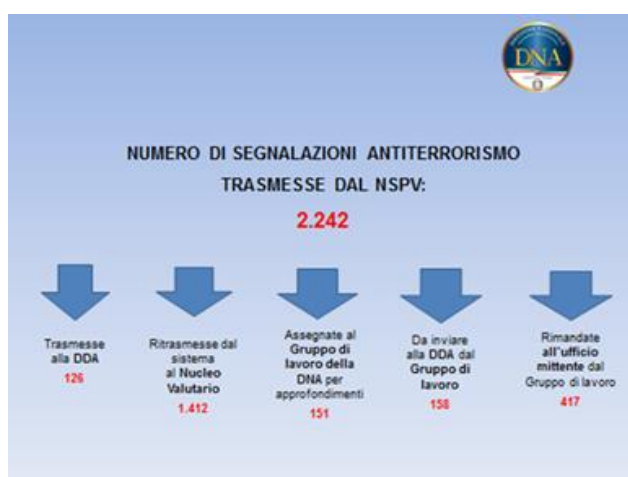 DNA
NUMERO DI SEGNALAZIONI ANTITERRORISMO
TRASMESSE DAL NSPV:
2.242
Trasmesse
alla DDA
126
Ritrasmesse dal
sistema
al Nucleo
Valutario
1.412
Assegnate al
Gruppo di
lavoro della
DNA per
approfondimenti
151
Da inviare
alla DDA dal
Gruppo di
lavoro
158
Rimandate
all'ufficio
mittente dal
Gruppo di lavoro
417